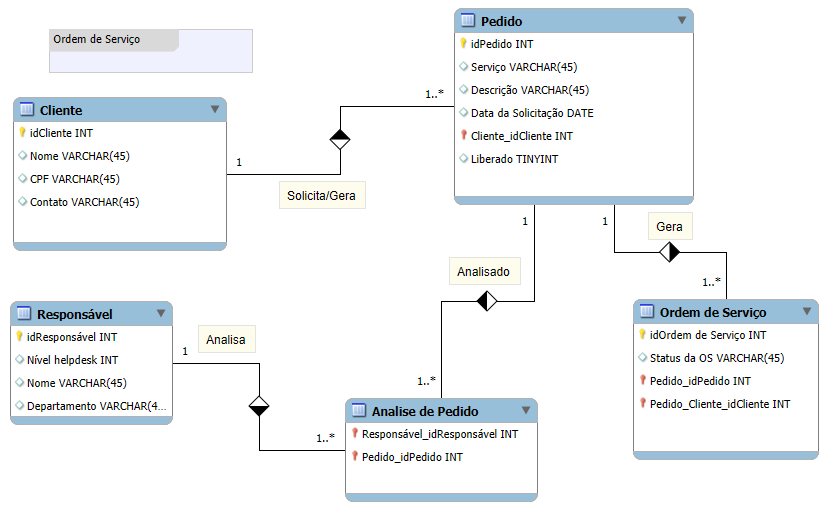 Ordem de Serviço
Cliente
idCliente INT
Nome VARCHAR(45)
CPF VARCHAR(45)
Contato VARCHAR(45)
1
Solicita/Gera
1..*
Pedido
idPedido INT
Serviço VARCHAR(45)
Descrição VARCHAR(45)
Data da Solicitação DATE
Cliente_idCliente INT
Liberado TINYINT
1
1
Gera
1..*
Analisado
1..*
Responsável
idResponsável INT
Nível helpdesk INT
Nome VARCHAR(45)
Departamento VARCHAR(4...
1
Analisa
1..*
Analise de Pedido
Responsável_idResponsável INT
Pedido_idPedido INT
Ordem de Serviço
idOrdem de Serviço INT
Status da OS VARCHAR(45)
Pedido_idPedido INT
Pedido_Cliente_idCliente INT